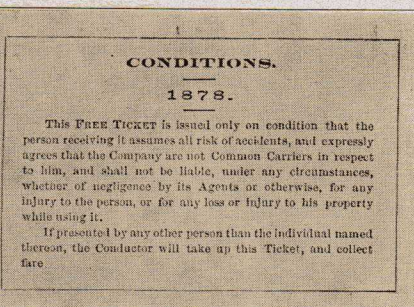 CONDITIONS.
1878.
This FREE TICKET is issued only on condition that the
person receiving it assumes all risk of accidents, and expressly
agrees that the Company are not Common Carriers in respect
to him, and shall not be liable, under any circumstances,
whether of negligence by its Agents or otherwise, for any
injury to the person, or for any loss or injury to his property
while using it.
If presented by any other person than the individual named
thereon, the Conductor will take up this Ticket, and collect
fare